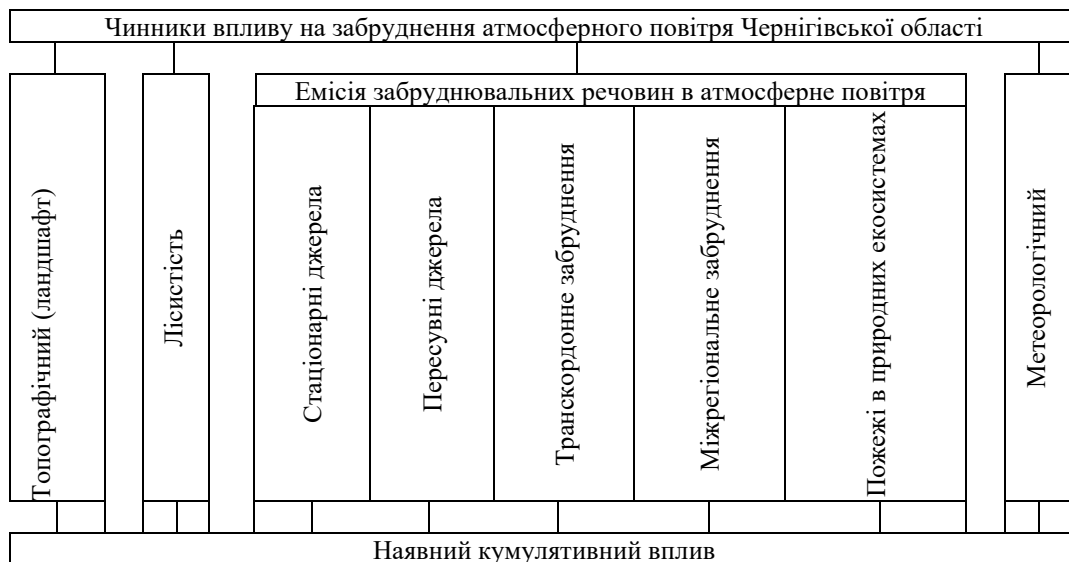 Чинники впливу на забруднення атмосферного повітря Чернігівської області
Топографічний (ландшафт)
Лісистість
Емісія забруднювальних речовин в атмосферне повітря
Стаціонарні джерела
Пересувні джерела
Транскордонне забруднення
Міжрегіональне забруднення
Пожежі в природних екосистемах
Метеорологічний
Наявний кумулятивний вплив